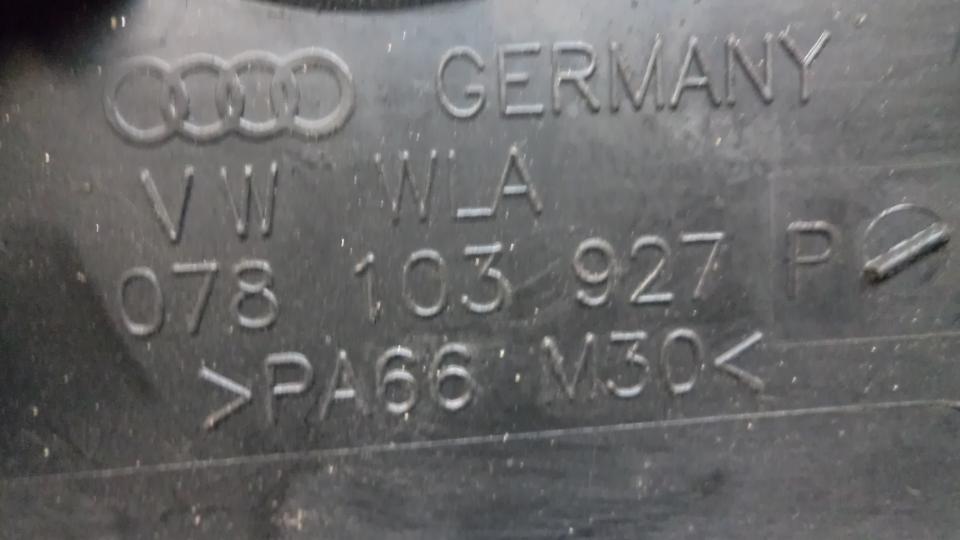 GERMANY
VW WLA
078 103 927 P
>PA66 M30<